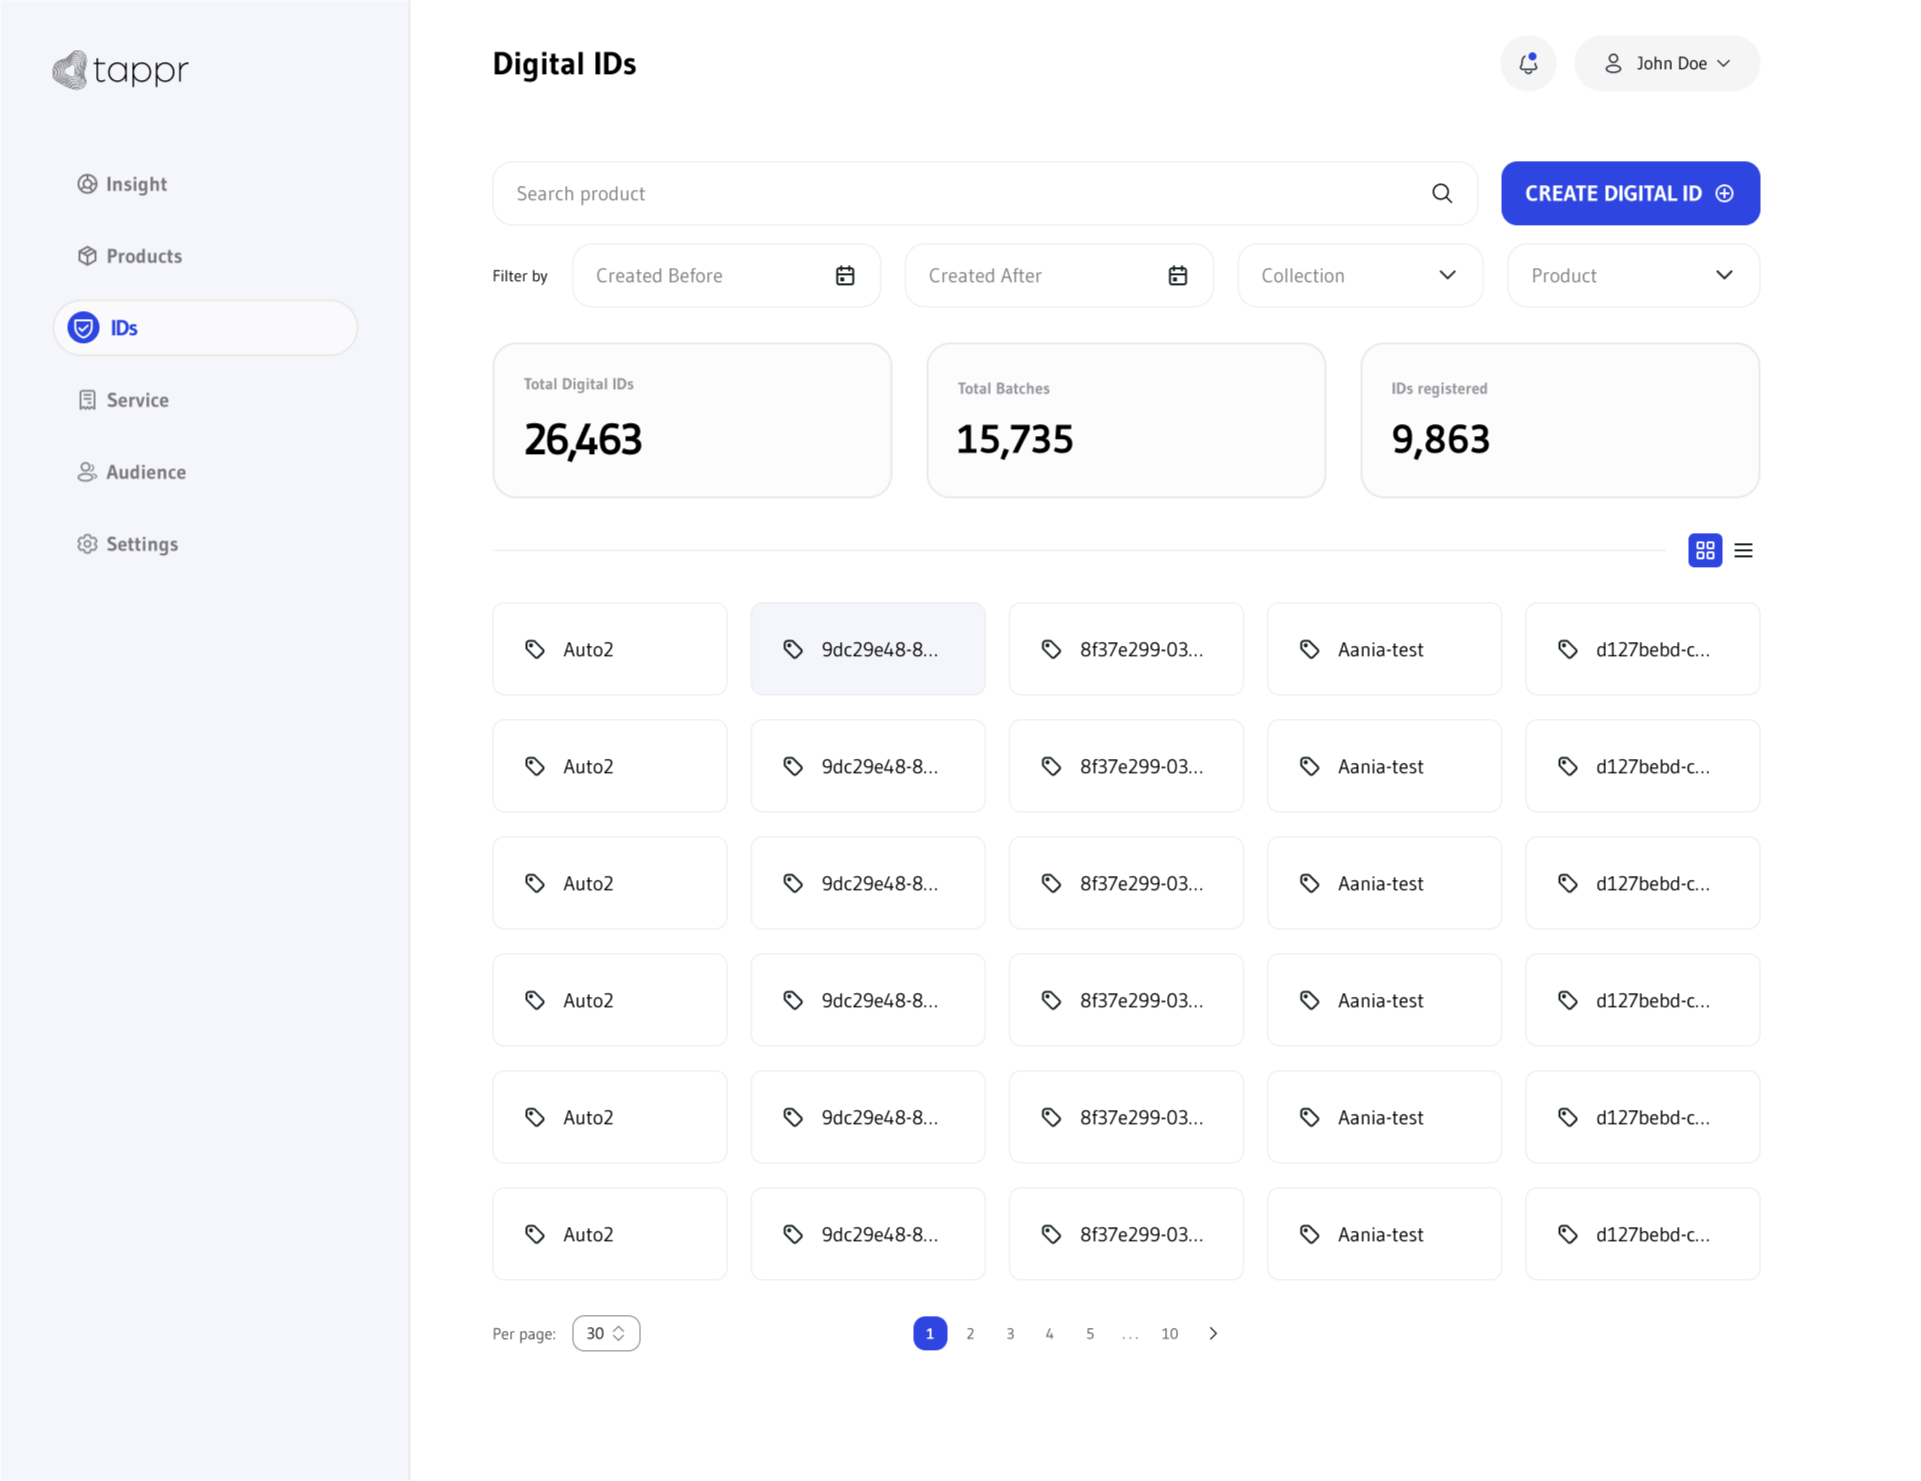 tappr
Digital IDs
John Doe
Insight
Products
IDs
Service
Audience
Settings
Search product
CREATE DIGITAL ID
Filter by
Created Before
Created After
Collection
Product
Total Digital IDs
26,463
Total Batches
15,735
IDs registered
9,863
Auto2 9dc29e48-8... 8f37e299-03... Aania-test d127bebd-c...
Auto2 9dc29e48-8... 8f37e299-03... Aania-test d127bebd-c...
Auto2 9dc29e48-8... 8f37e299-03... Aania-test d127bebd-c...
Auto2 9dc29e48-8... 8f37e299-03... Aania-test d127bebd-c...
Auto2 9dc29e48-8... 8f37e299-03... Aania-test d127bebd-c...
Auto2 9dc29e48-8... 8f37e299-03... Aania-test d127bebd-c...
Per page: 30
1 2 3 4 5 ... 10